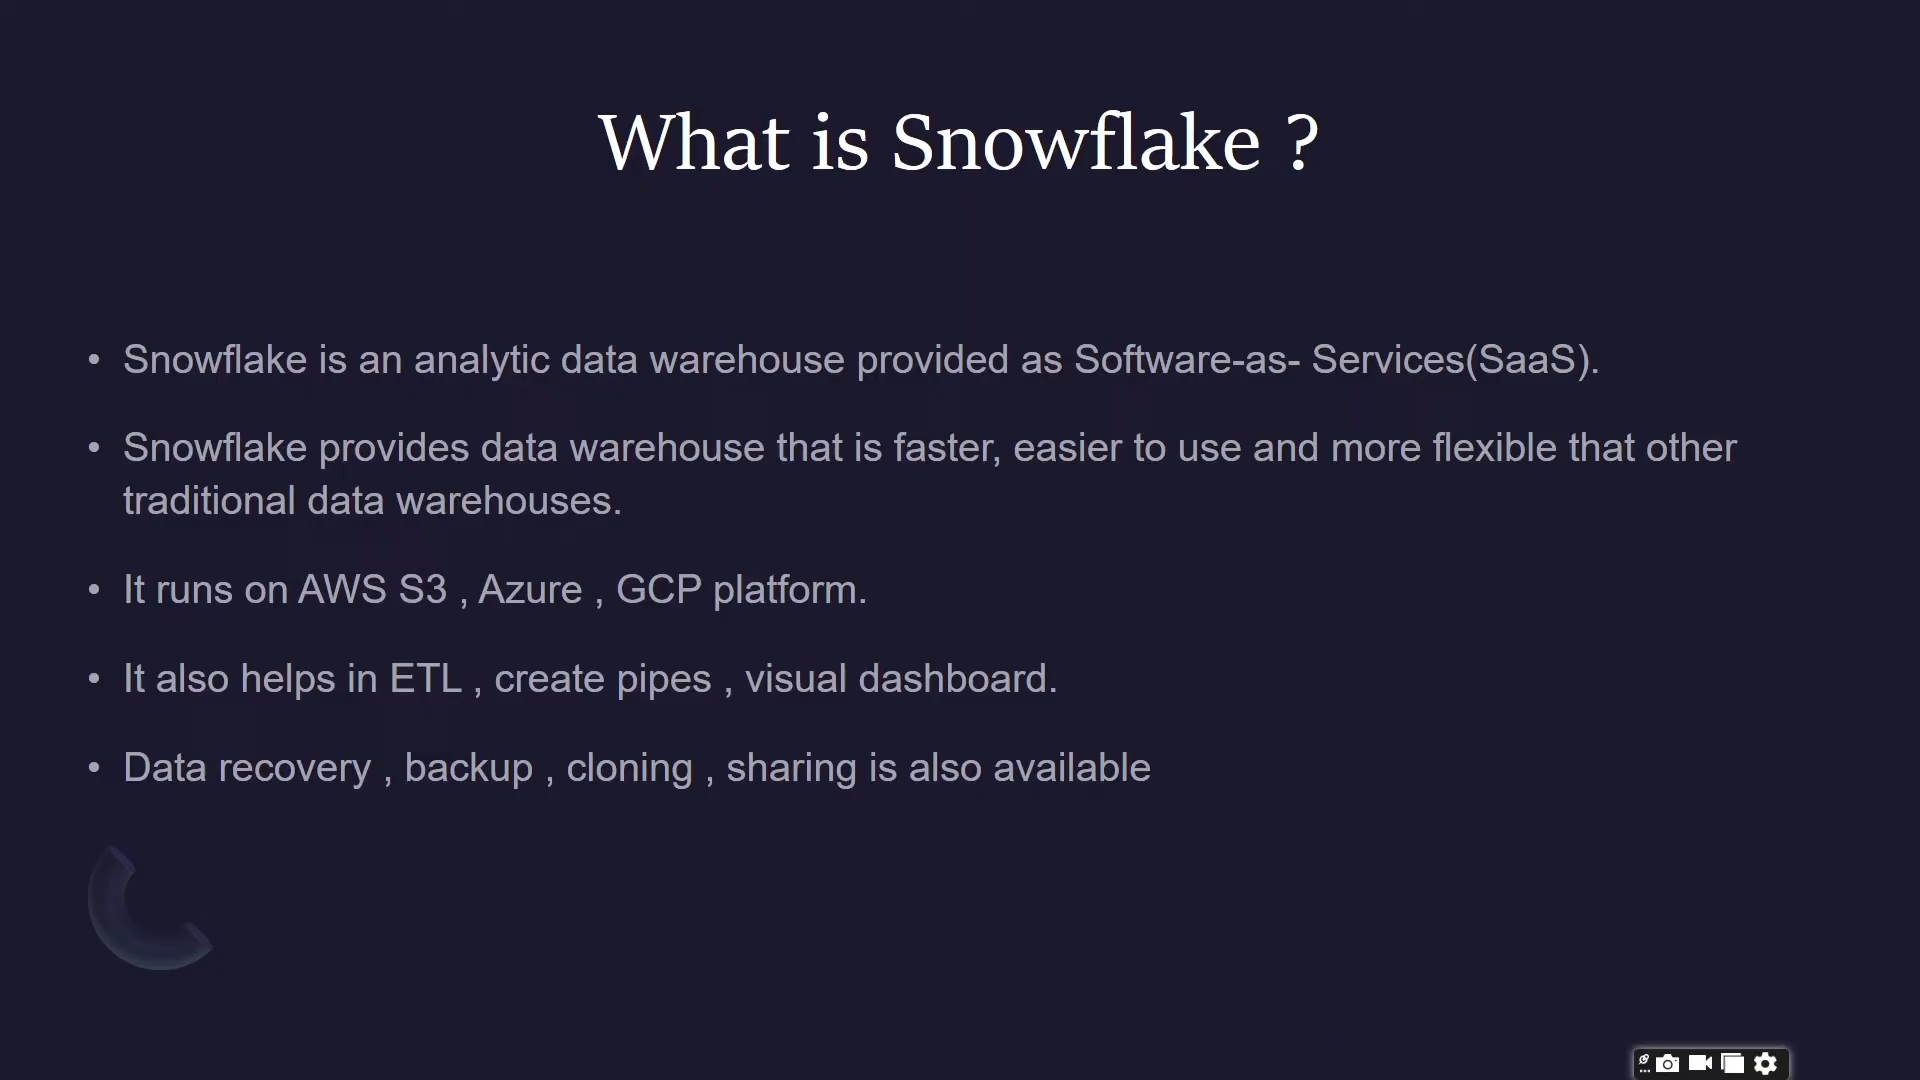 What is Snowflake ?
• Snowflake is an analytic data warehouse provided as Software-as- Services(SaaS).
• Snowflake provides data warehouse that is faster, easier to use and more flexible that other
traditional data warehouses.
• It runs on AWS S3 , Azure , GCP platform.
• It also helps in ETL , create pipes , visual dashboard.
• Data recovery , backup , cloning , sharing is also available